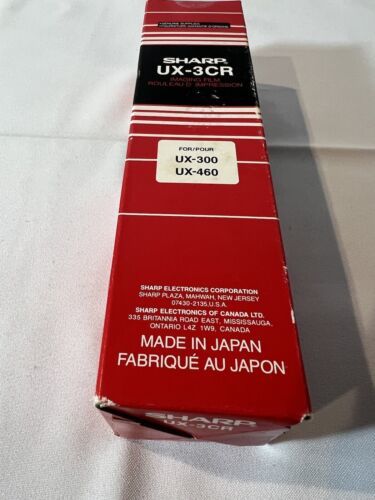 GENUINE SUPPLIES
SHARP
UX-3CR
IMAGING FILM
ROULEAU D' IMPRESSION
FOR/POUR
UX-300
UX-460
SHARP ELECTRONICS CORPORATION
SHARP PLAZA, MAHWAH, NEW JERSEY
07430-2135, U.S.A.
SHARP ELECTRONICS OF CANADA LTD.
335 BRITANNIA ROAD EAST, MISSISSAUGA,
ONTARIO L4Z 1W9, CANADA
MADE IN JAPAN
FABRIQUÉ AU JAPON
SHARP
UX-3CR